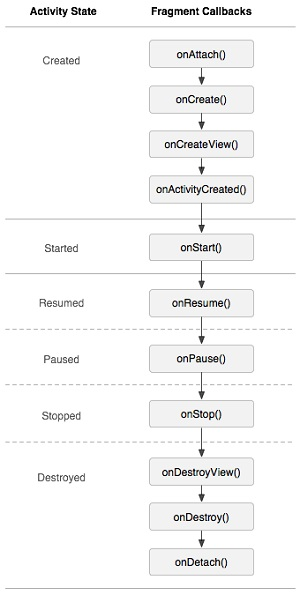 Activity State Fragment Callbacks
Created
onAttach()
onCreate()
onCreateView()
onActivityCreated()
Started onStart()
Resumed onResume()
Paused onPause()
Stopped onStop()
Destroyed
onDestroyView()
onDestroy()
onDetach()